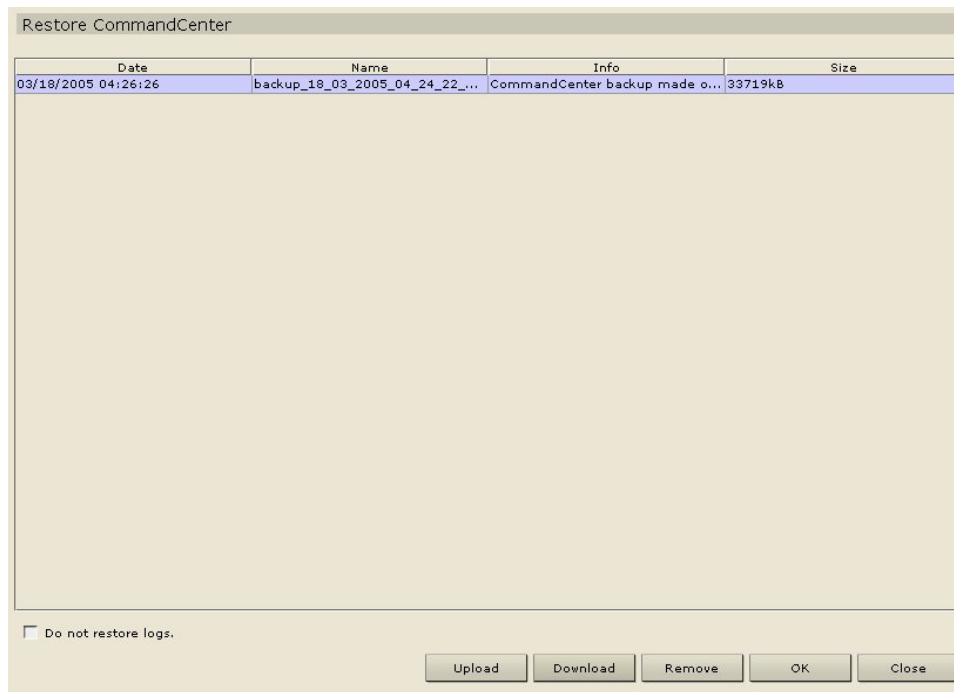 Restore CommandCenter
Date Name Info Size
03/18/2005 04:26:26 backup_18_03_2005_04_24_22_... CommandCenter backup made o... 33719kB
Do not restore logs.
Upload Download Remove OK Close